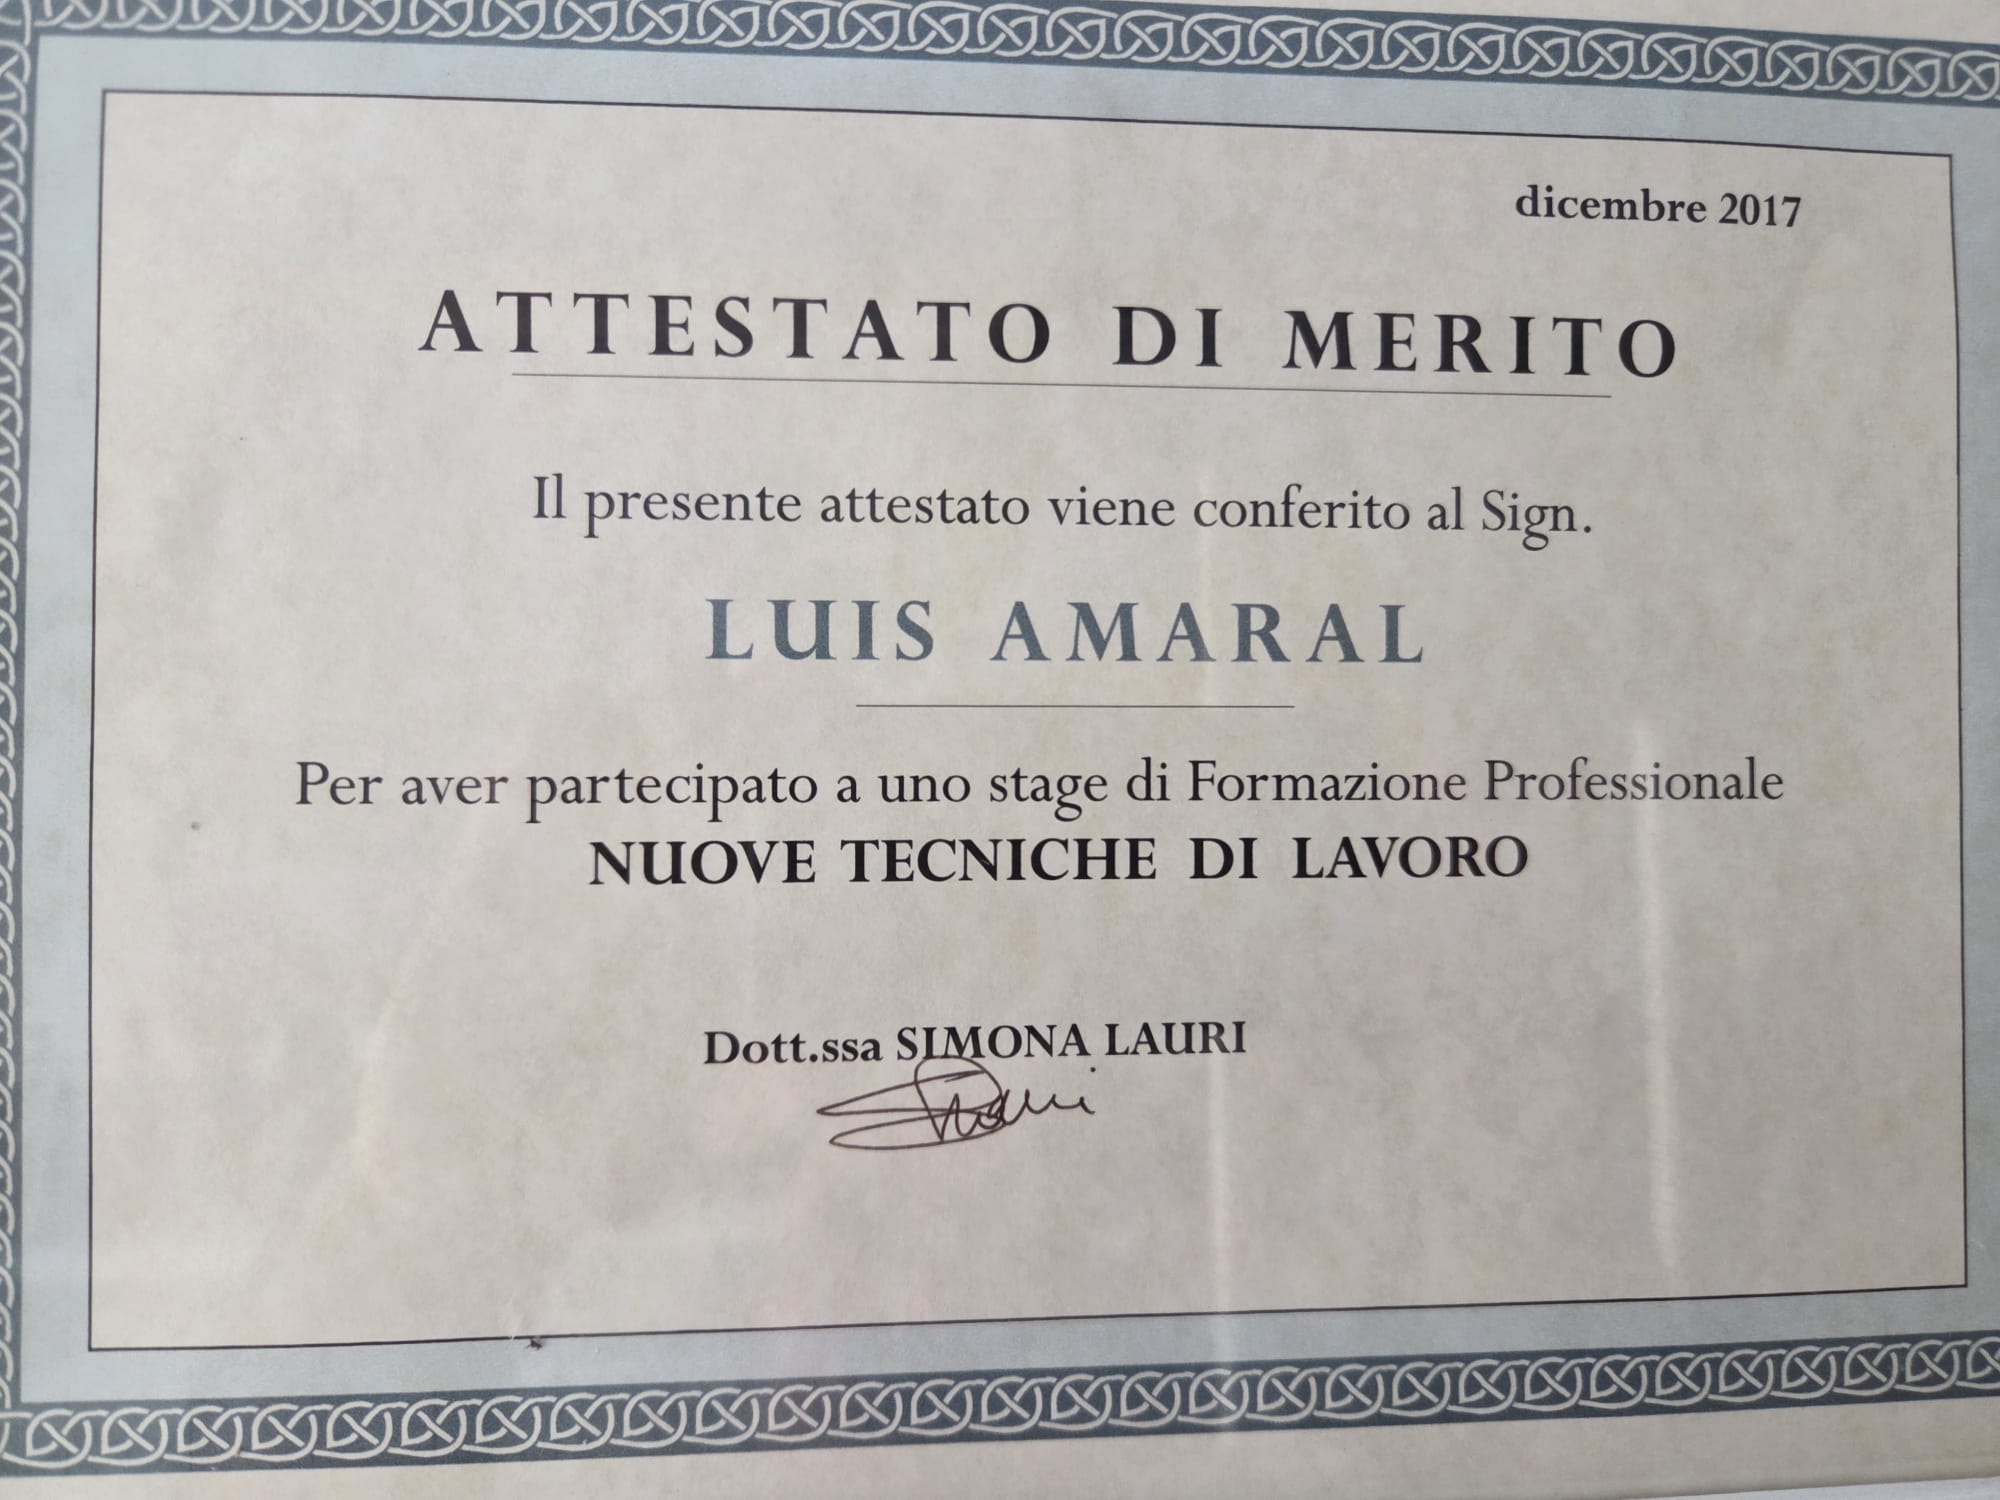 dicembre 2017
ATTESTATO DI MERITO
Il presente attestato viene conferito al Sign.
LUIS AMARAL
Per aver partecipato a uno stage di Formazione Professionale
NUOVE TECNICHE DI LAVORO
Dott.ssa SIMONA LAURI